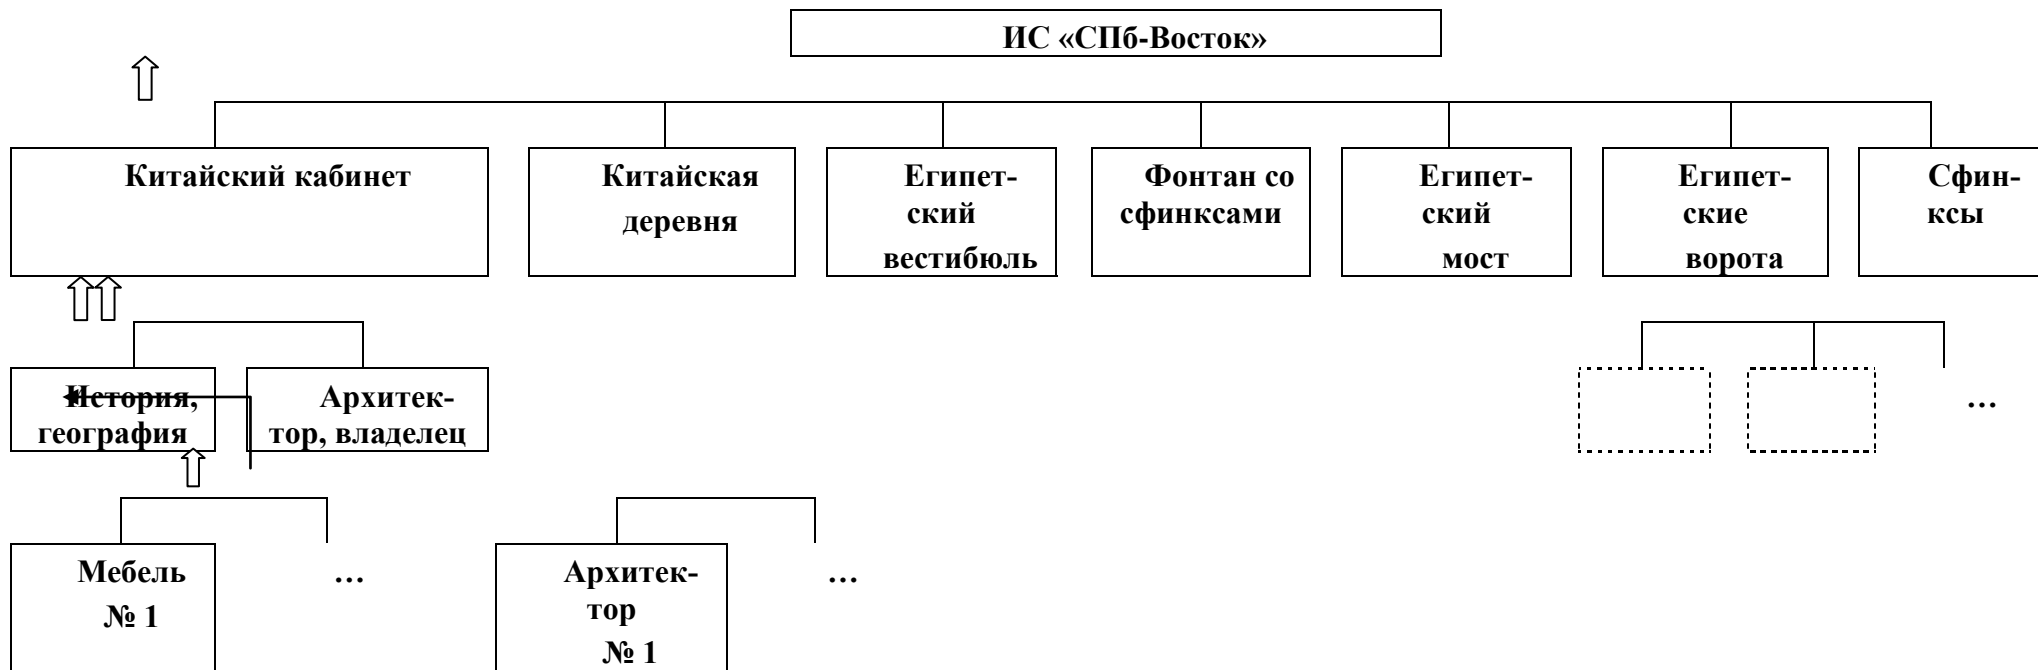 ИС «СПб-Восток»
Китайский кабинет
Китайская
деревня
Египет-
ский
вестибюль
Фонтан со
сфинксами
Египет-
ский
мост
Египет-
ские
ворота
Сфин-
ксы
История,
география
Архитек-
тор, владелец
…
Мебель
№ 1
…
Архитек-
тор
№ 1
…